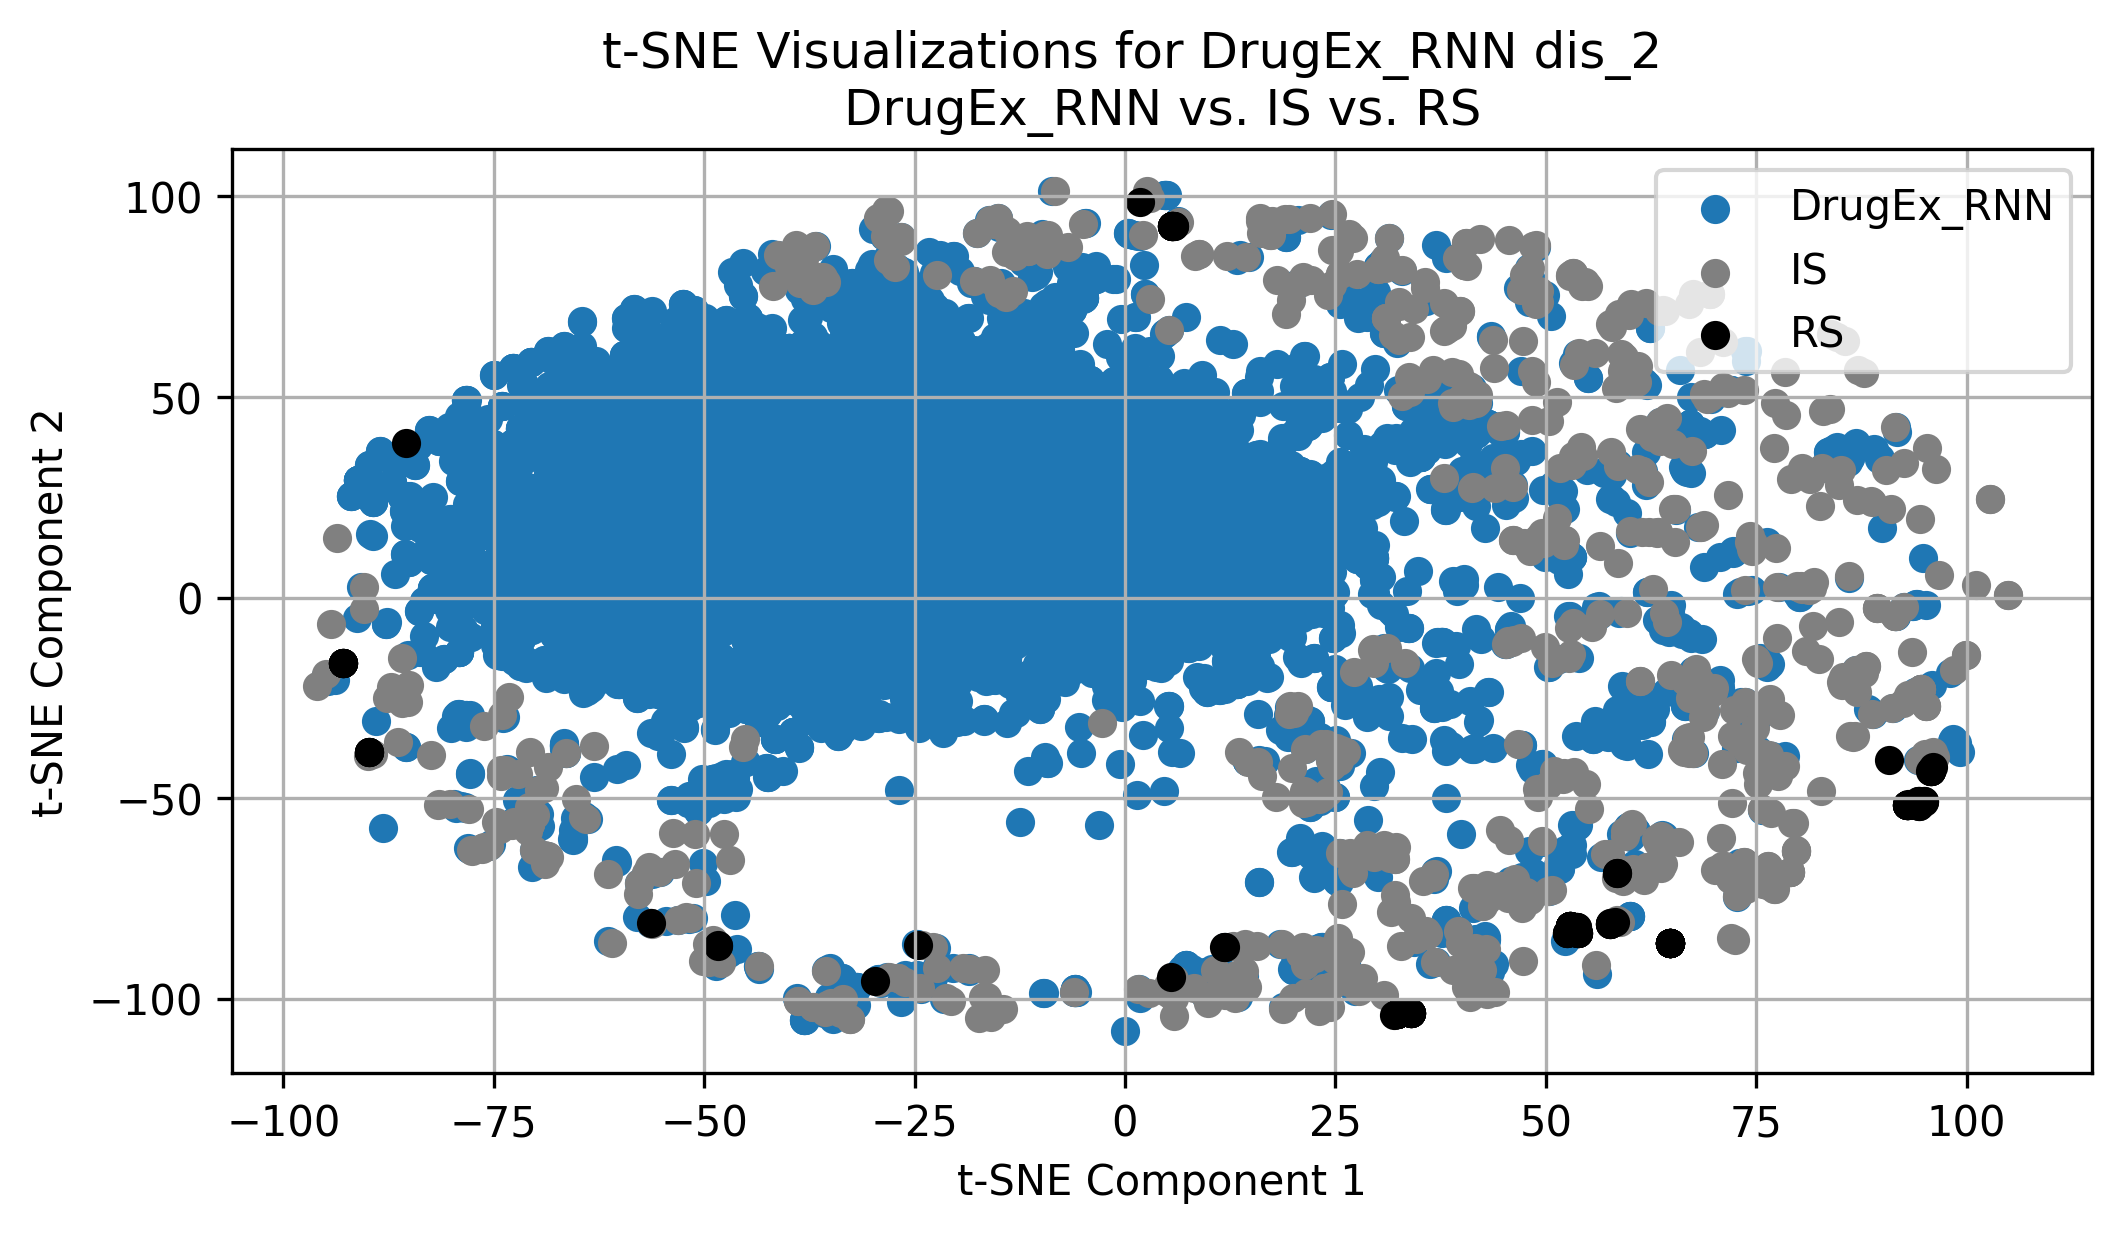 t-SNE Visualizations for DrugEx_RNN dis_2
DrugEx_RNN vs. IS vs. RS
DrugEx_RNN
IS
RS
t-SNE Component 2
100
50
0
−50
−100
−100
−75
−50
−25
0
25
50
75
100
t-SNE Component 1